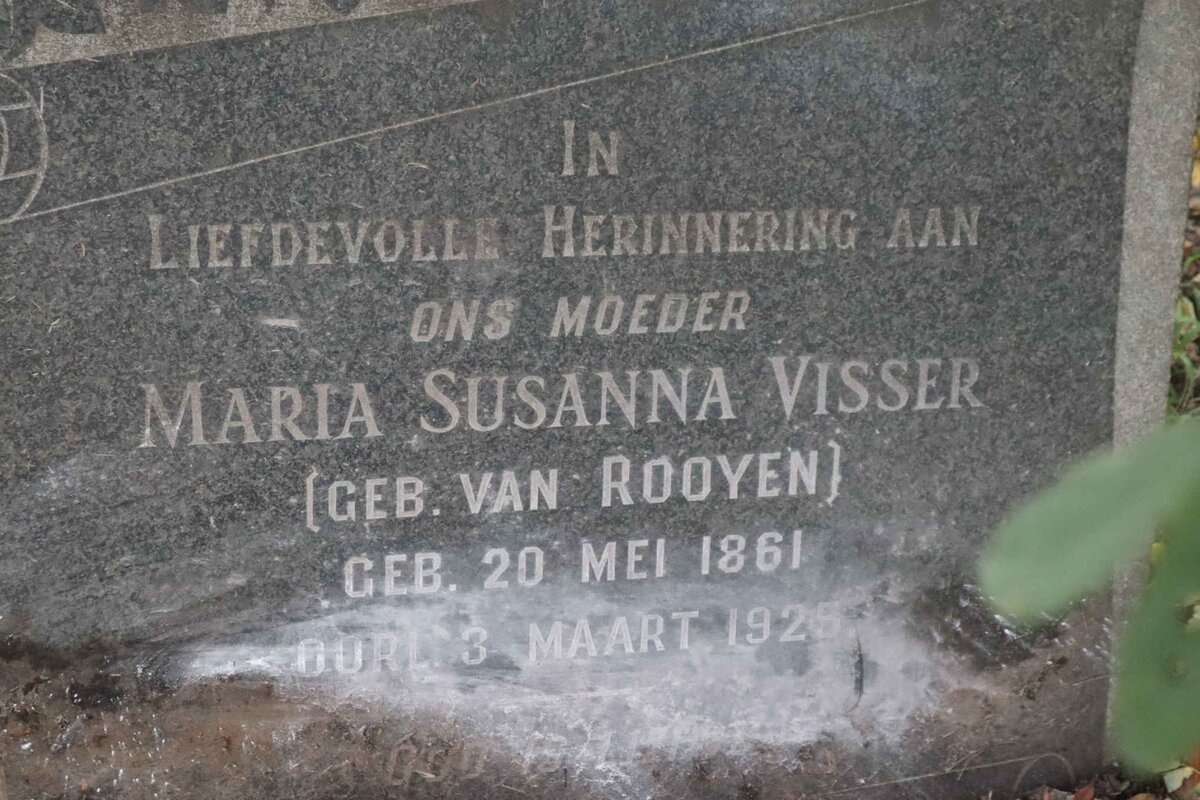 IN
LIEFDEVOLLE HERINNERING AAN
ONS MOEDER
MARIA SUSANNA VISSER
(GEB. VAN ROOYEN)
GEB. 20 MEI 1861
OORL. 3 MAART 1925